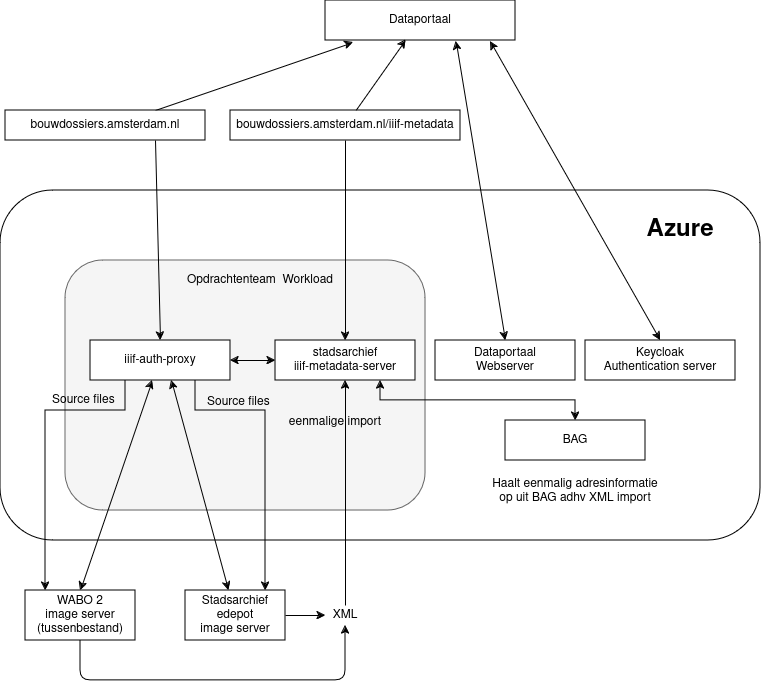 Dataportaal
bouwdossiers.amsterdam.nl
bouwdossiers.amsterdam.nl/iiif-metadata
Azure
Opdrachtenteam Workload
iiif-auth-proxy
stadsarchief
iiif-metadata-server
Dataportaal
Webserver
Keycloak
Authentication server
Source files
Source files
eenmalige import
BAG
Haalt eenmalig adresinformatie
op uit BAG adhv XML import
WABO 2
image server
(tussenbestand)
Stadsarchief
edepot
image server
XML